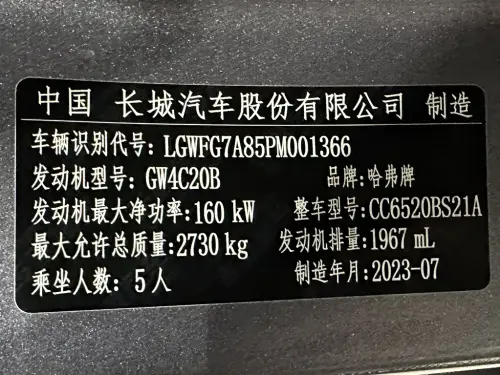 中国 长城汽车股份有限公司 制造
车辆识别代号: LGWFG7A85PM001366
发动机型号: GW4C20B 品牌:哈弗牌
发动机最大净功率:160 kW 整车型号:CC6520BS21A
最大允许总质量:2730 kg 发动机排量:1967 mL
乘坐人数: 5 人 制造年月:2023-07